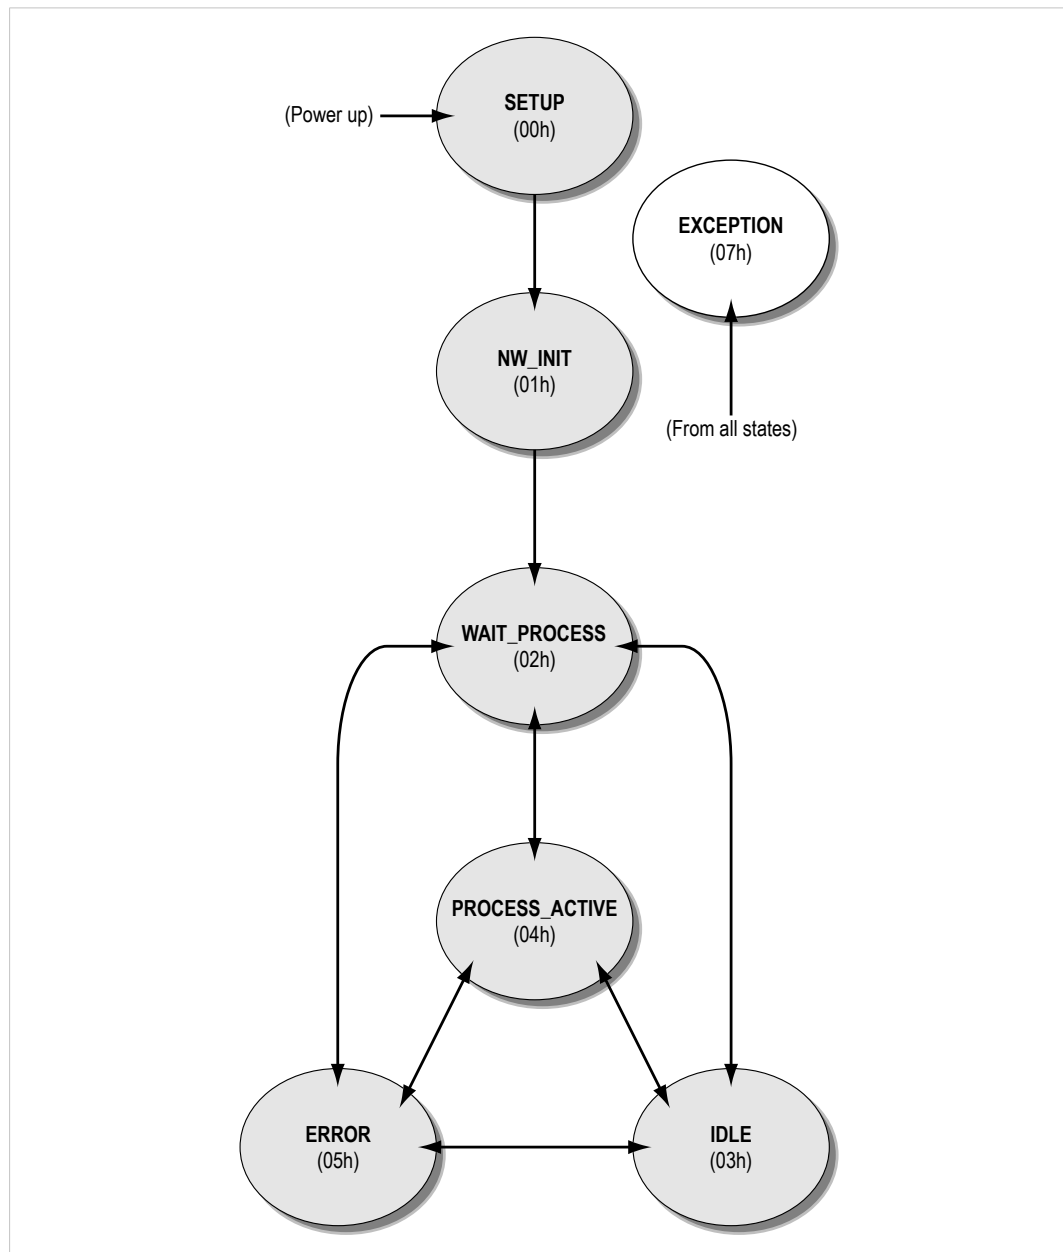 (Power up)
SETUP
(00h)
EXCEPTION
(07h)
(From all states)
NW_INIT
(01h)
WAIT_PROCESS
(02h)
PROCESS_ACTIVE
(04h)
ERROR
(05h)
IDLE
(03h)